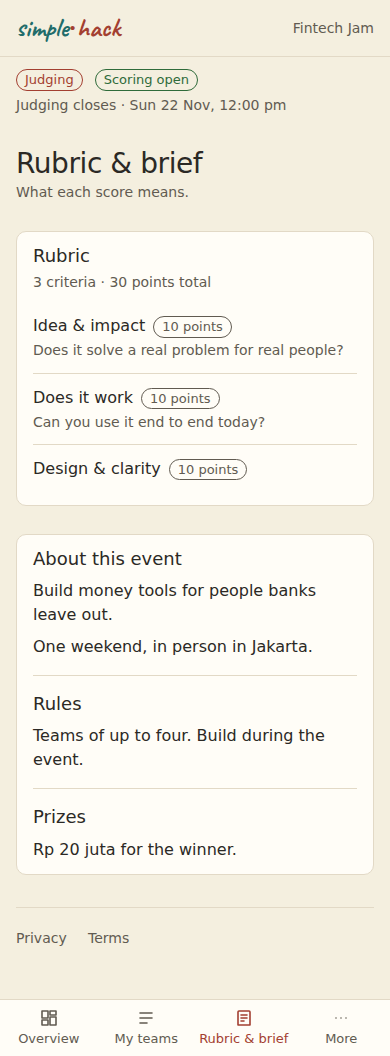 simple·hack
Fintech Jam
Judging
Scoring open
Judging closes · Sun 22 Nov, 12:00 pm
Rubric & brief
What each score means.
Rubric
3 criteria · 30 points total
Idea & impact 10 points
Does it solve a real problem for real people?
Does it work 10 points
Can you use it end to end today?
Design & clarity 10 points
About this event
Build money tools for people banks
leave out.
One weekend, in person in Jakarta.
Rules
Teams of up to four. Build during the
event.
Prizes
Rp 20 juta for the winner.
Privacy Terms
Overview My teams Rubric & brief More